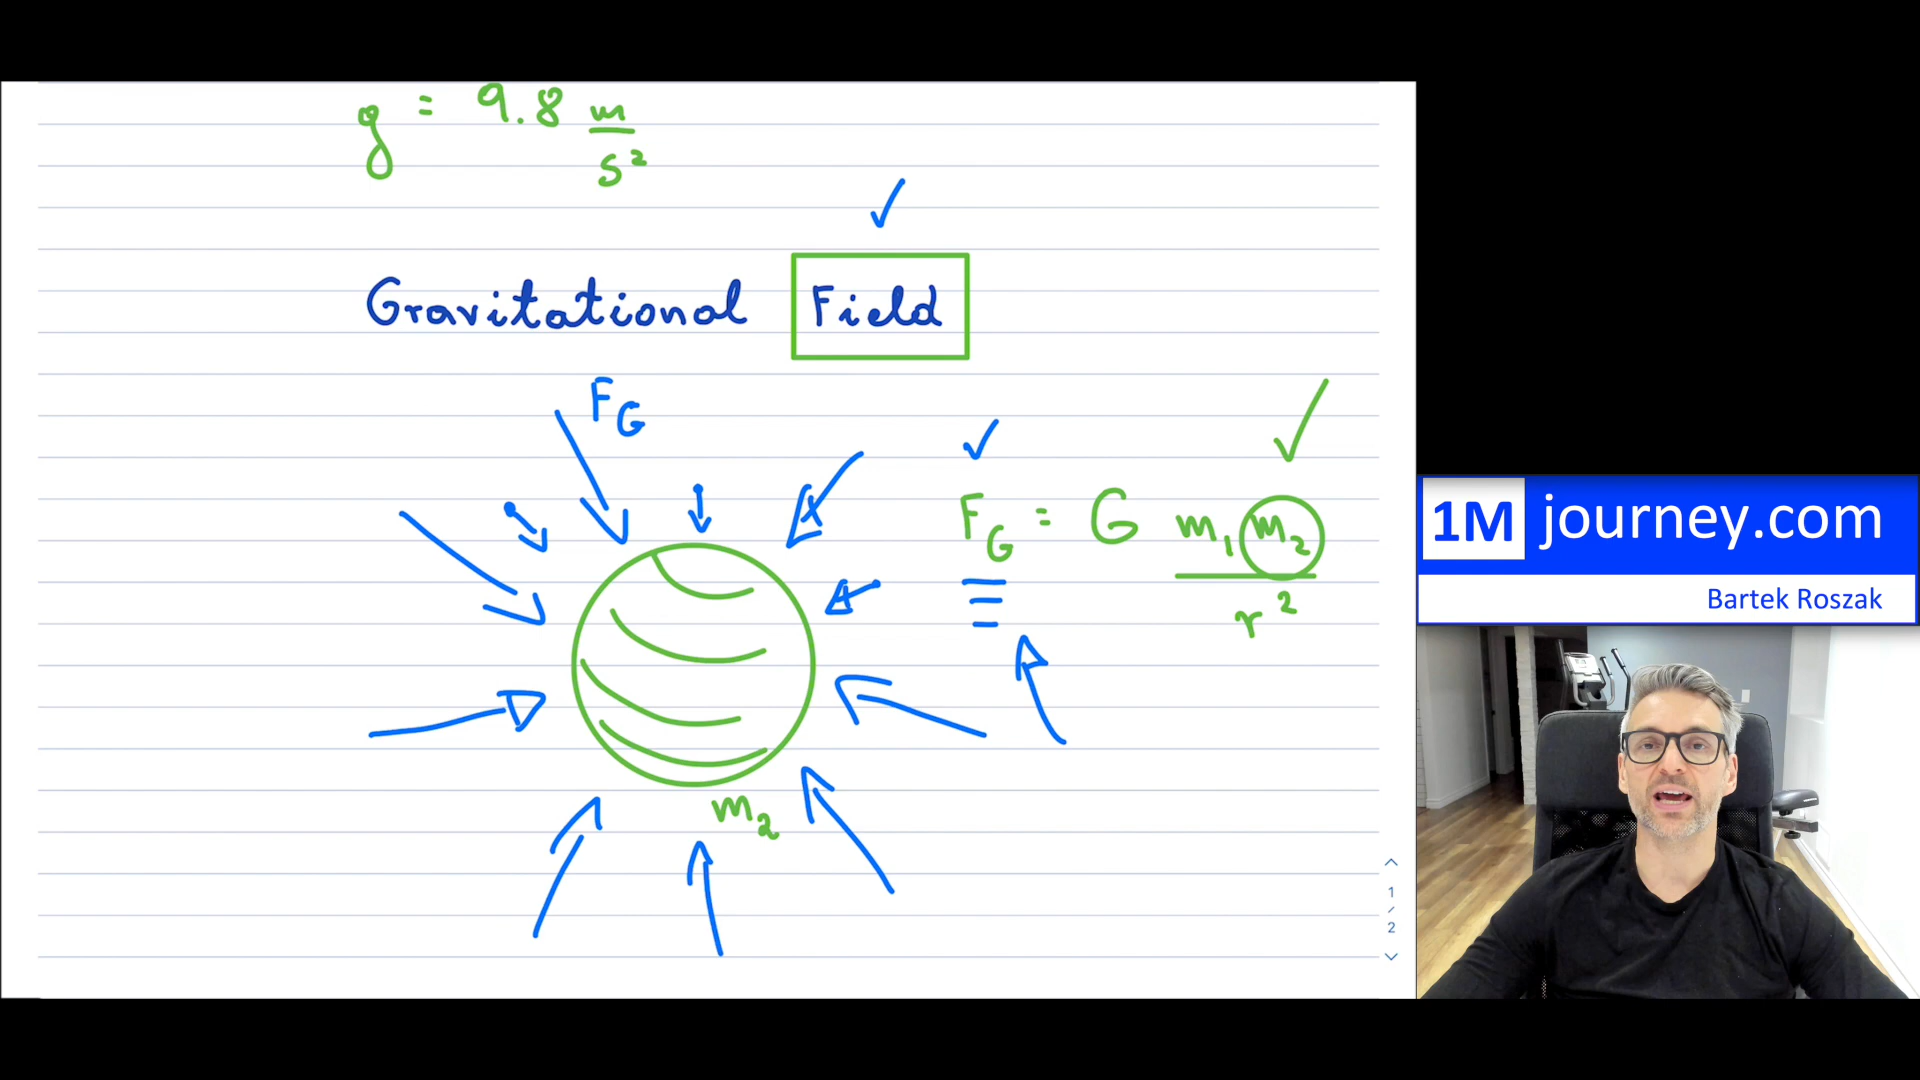 g = 9.8 m/s²
Gravitational Field
F_G
F_G = G m₁m₂/r²
m₂
1
/
2
1M journey.com
Bartek Roszak